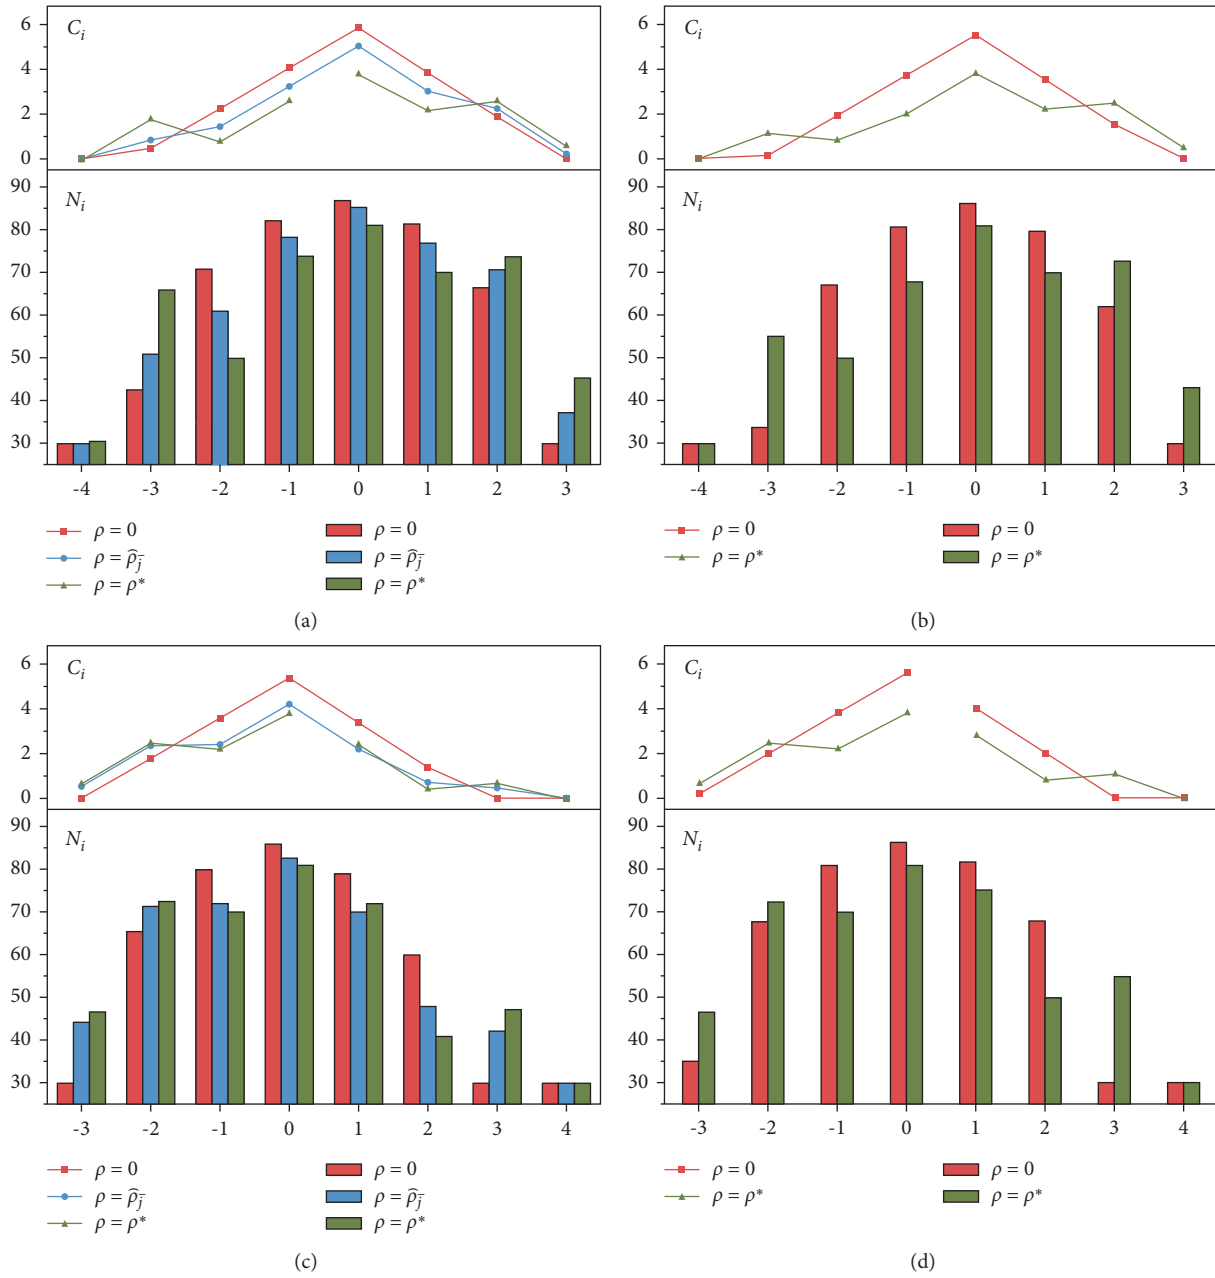 C_i
6
4
2
0
N_i
90
80
70
60
50
40
30
-4 -3 -2 -1 0 1 2 3
ρ = 0 ρ = 0
ρ = ρ̂_j̄ ρ = ρ̂_j̄
ρ = ρ* ρ = ρ*
(a)
C_i
6
4
2
0
N_i
90
80
70
60
50
40
30
-4 -3 -2 -1 0 1 2 3
ρ = 0 ρ = 0
ρ = ρ* ρ = ρ*
(b)
C_i
6
4
2
0
N_i
90
80
70
60
50
40
30
-3 -2 -1 0 1 2 3 4
ρ = 0 ρ = 0
ρ = ρ̂_j̄ ρ = ρ̂_j̄
ρ = ρ* ρ = ρ*
(c)
C_i
6
4
2
0
N_i
90
80
70
60
50
40
30
-3 -2 -1 0 1 2 3 4
ρ = 0 ρ = 0
ρ = ρ* ρ = ρ*
(d)